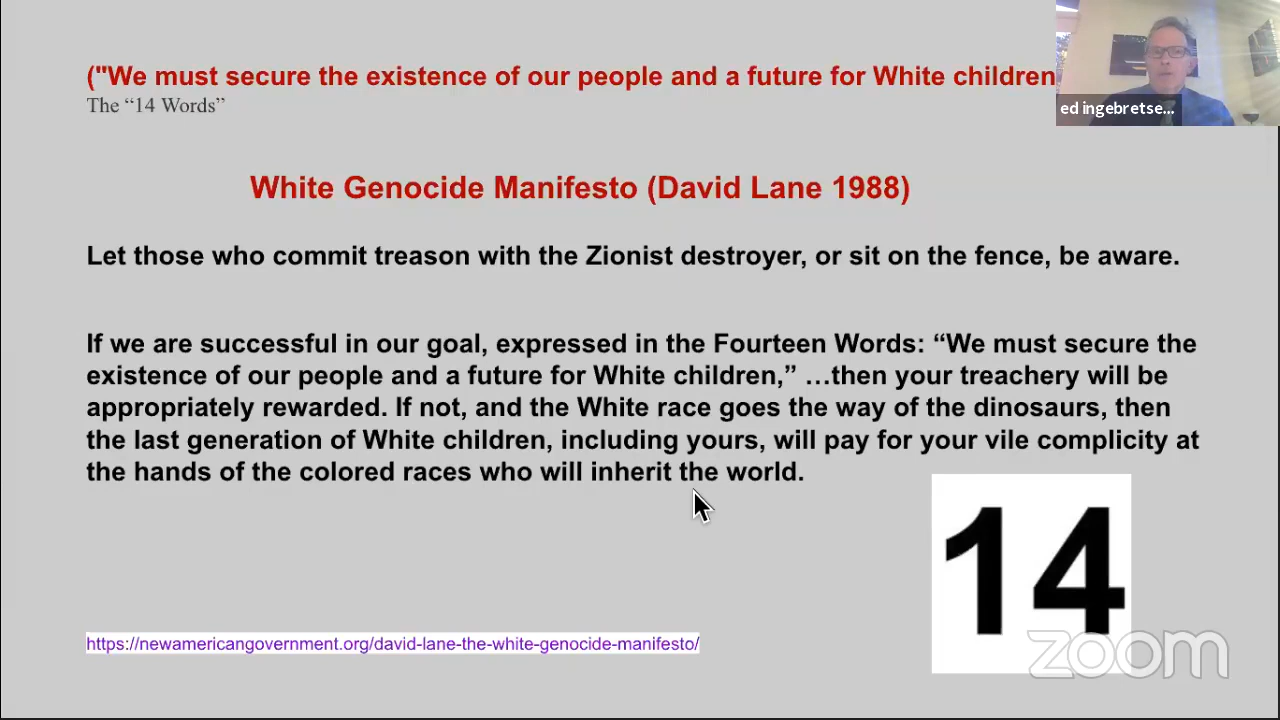 ("We must secure the existence of our people and a future for White children
ed ingebretse...
The “14 Words”
White Genocide Manifesto (David Lane 1988)
Let those who commit treason with the Zionist destroyer, or sit on the fence, be aware.
If we are successful in our goal, expressed in the Fourteen Words: “We must secure the
existence of our people and a future for White children,” …then your treachery will be
appropriately rewarded. If not, and the White race goes the way of the dinosaurs, then
the last generation of White children, including yours, will pay for your vile complicity at
the hands of the colored races who will inherit the world.
14
https://newamericangovernment.org/david-lane-the-white-genocide-manifesto/
zoom